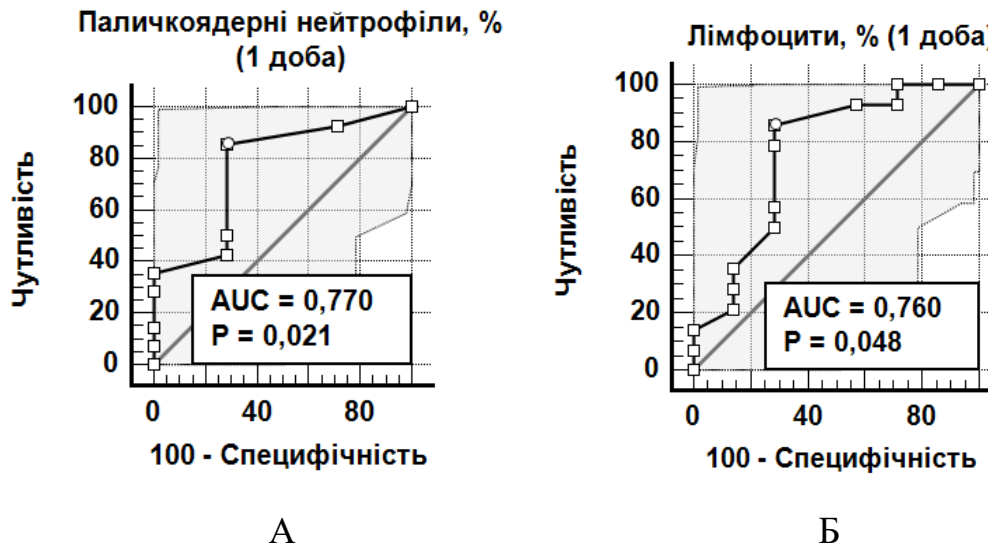 Паличкоядерні нейтрофіли, %
(1 доба)
Чутливість
100
80
60
40
20
0
AUC = 0,770
P = 0,021
0 40 80
100 - Специфічність
А
Лімфоцити, % (1 доба)
Чутливість
100
80
60
40
20
0
AUC = 0,760
P = 0,048
0 40 80
100 - Специфічність
Б